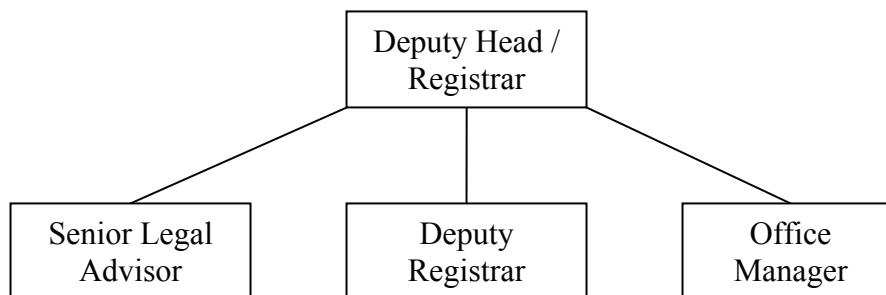 Deputy Head /
Registrar
Senior Legal
Advisor
Deputy
Registrar
Office
Manager